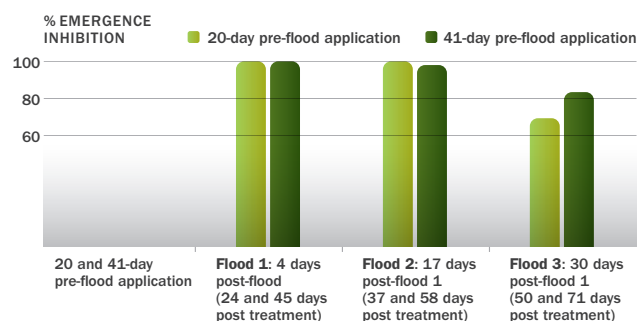 % EMERGENCE
INHIBITION
20-day pre-flood application
41-day pre-flood application
100
80
60
20 and 41-day
pre-flood application
Flood 1: 4 days
post-flood
(24 and 45 days
post treatment)
Flood 2: 17 days
post-flood 1
(37 and 58 days
post treatment)
Flood 3: 30 days
post-flood 1
(50 and 71 days
post treatment)